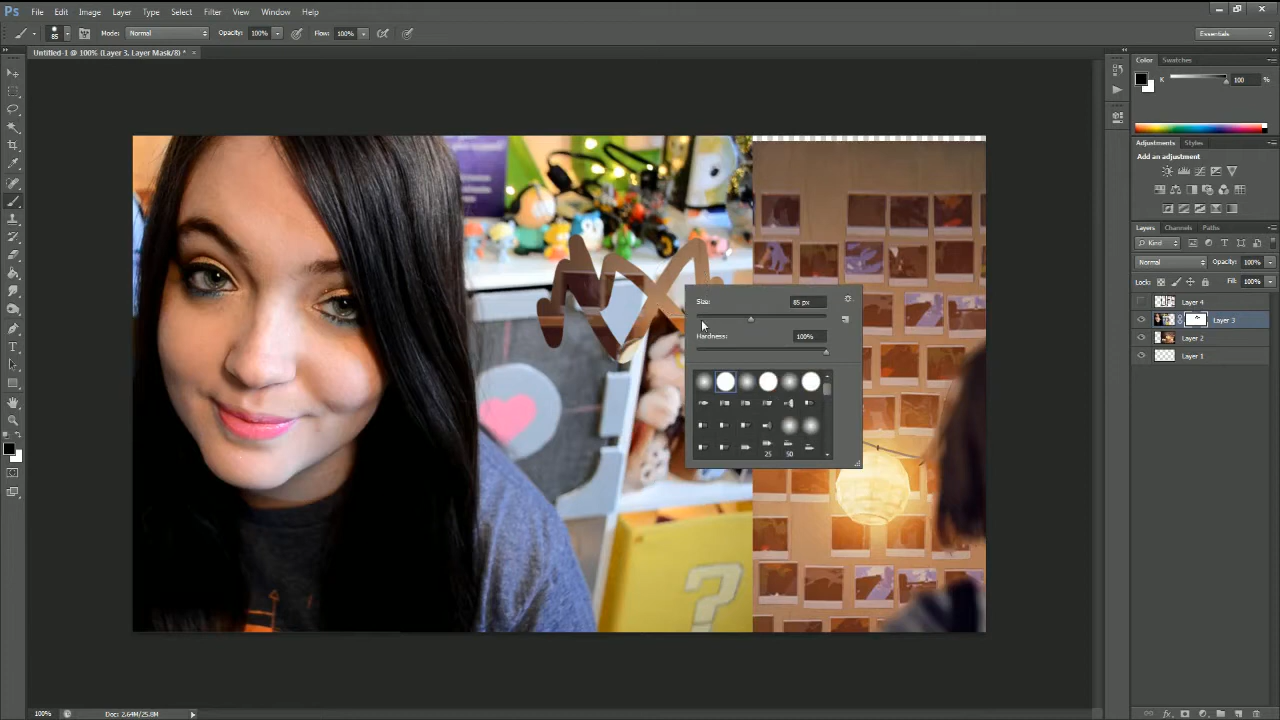 Ps File Edit Image Layer Type Select Filter View Window Help
85 Mode: Normal Opacity: 100% Flow: 100% Essentials
Untitled-1 @ 100% (Layer 3, Layer Mask/8) * ×
Color Swatches
K 100 %
Adjustments Styles
Add an adjustment
Layers Channels Paths
Kind
Normal Opacity: 100%
Lock: Fill: 100%
Layer 4
Layer 3
Layer 2
Layer 1
Size: 85 px
Hardness: 100%
25 50
?
100% Doc: 2.64M/25.8M